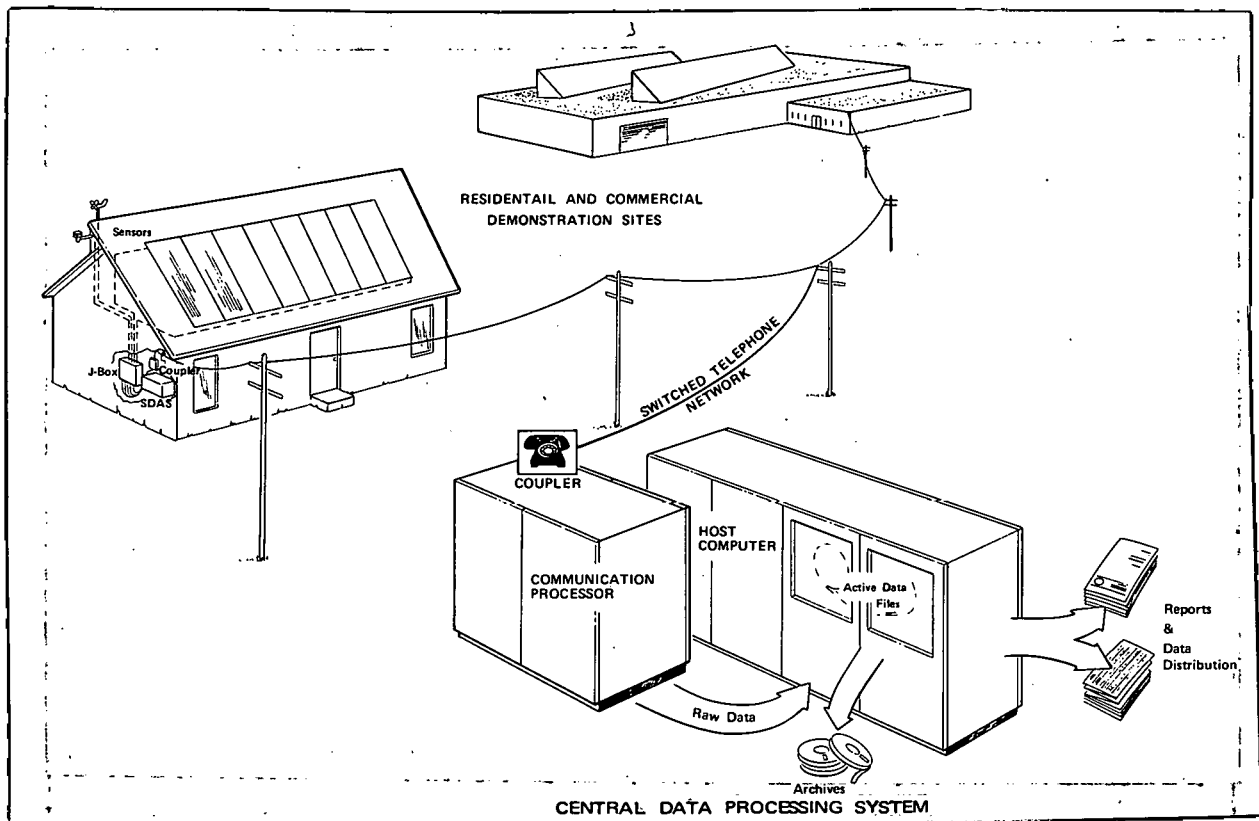 RESIDENTAIL AND COMMERCIAL
DEMONSTRATION SITES
Sensors
J-Box
Coupler
SDAS
SWITCHED TELEPHONE
NETWORK
COUPLER
COMMUNICATION
PROCESSOR
HOST
COMPUTER
Active Data
Files
Reports
&
Data
Distribution
Raw Data
Archives
CENTRAL DATA PROCESSING SYSTEM